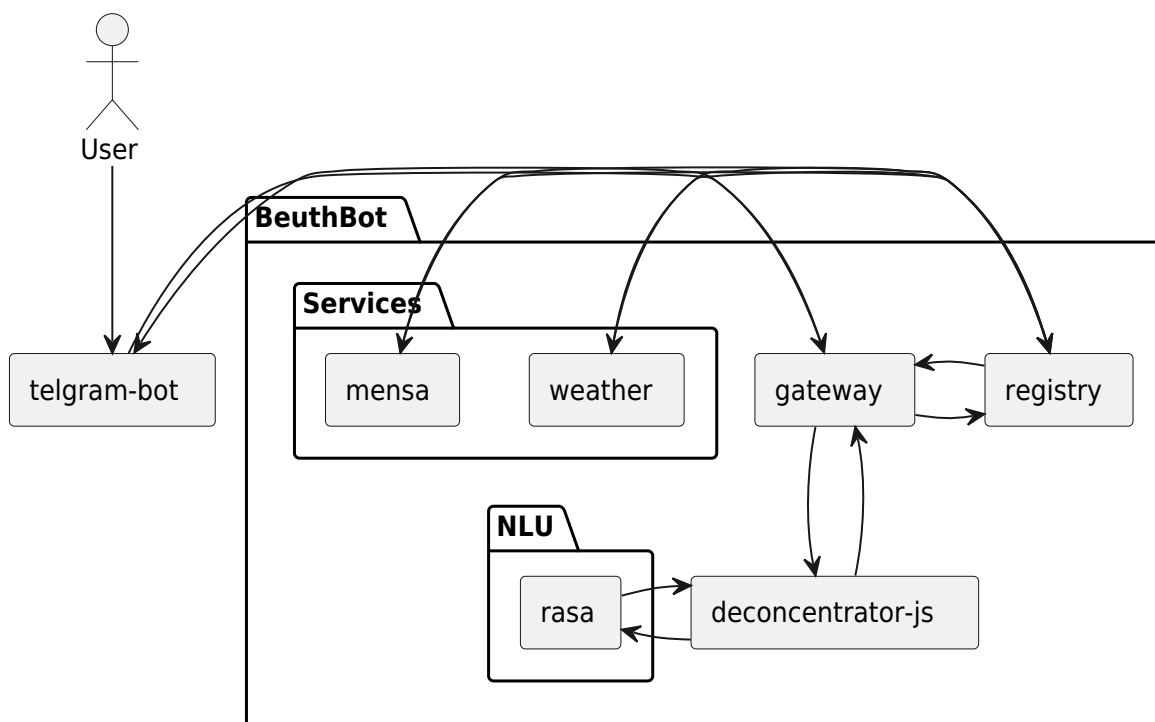 User
BeuthBot
Services
telgram-bot
mensa
weather
gateway
registry
NLU
rasa
deconcentrator-js